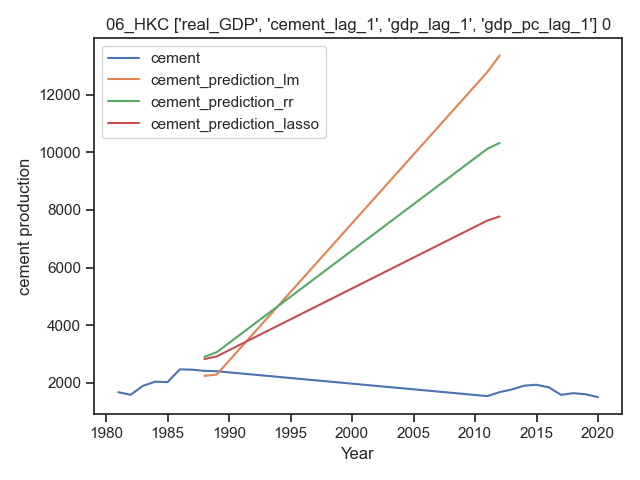 06_HKC ['real_GDP', 'cement_lag_1', 'gdp_lag_1', 'gdp_pc_lag_1'] 0
cement
cement_prediction_lm
cement_prediction_rr
cement_prediction_lasso
cement production
12000
10000
8000
6000
4000
2000
1980 1985 1990 1995 2000 2005 2010 2015 2020
Year